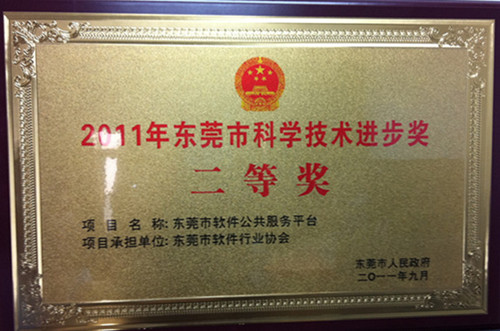 2011年东莞市科学技术进步奖
二等奖
项目名称:东莞市软件公共服务平台
项目承担单位:东莞市软件行业协会
东莞市人民政府
二〇一一年九月